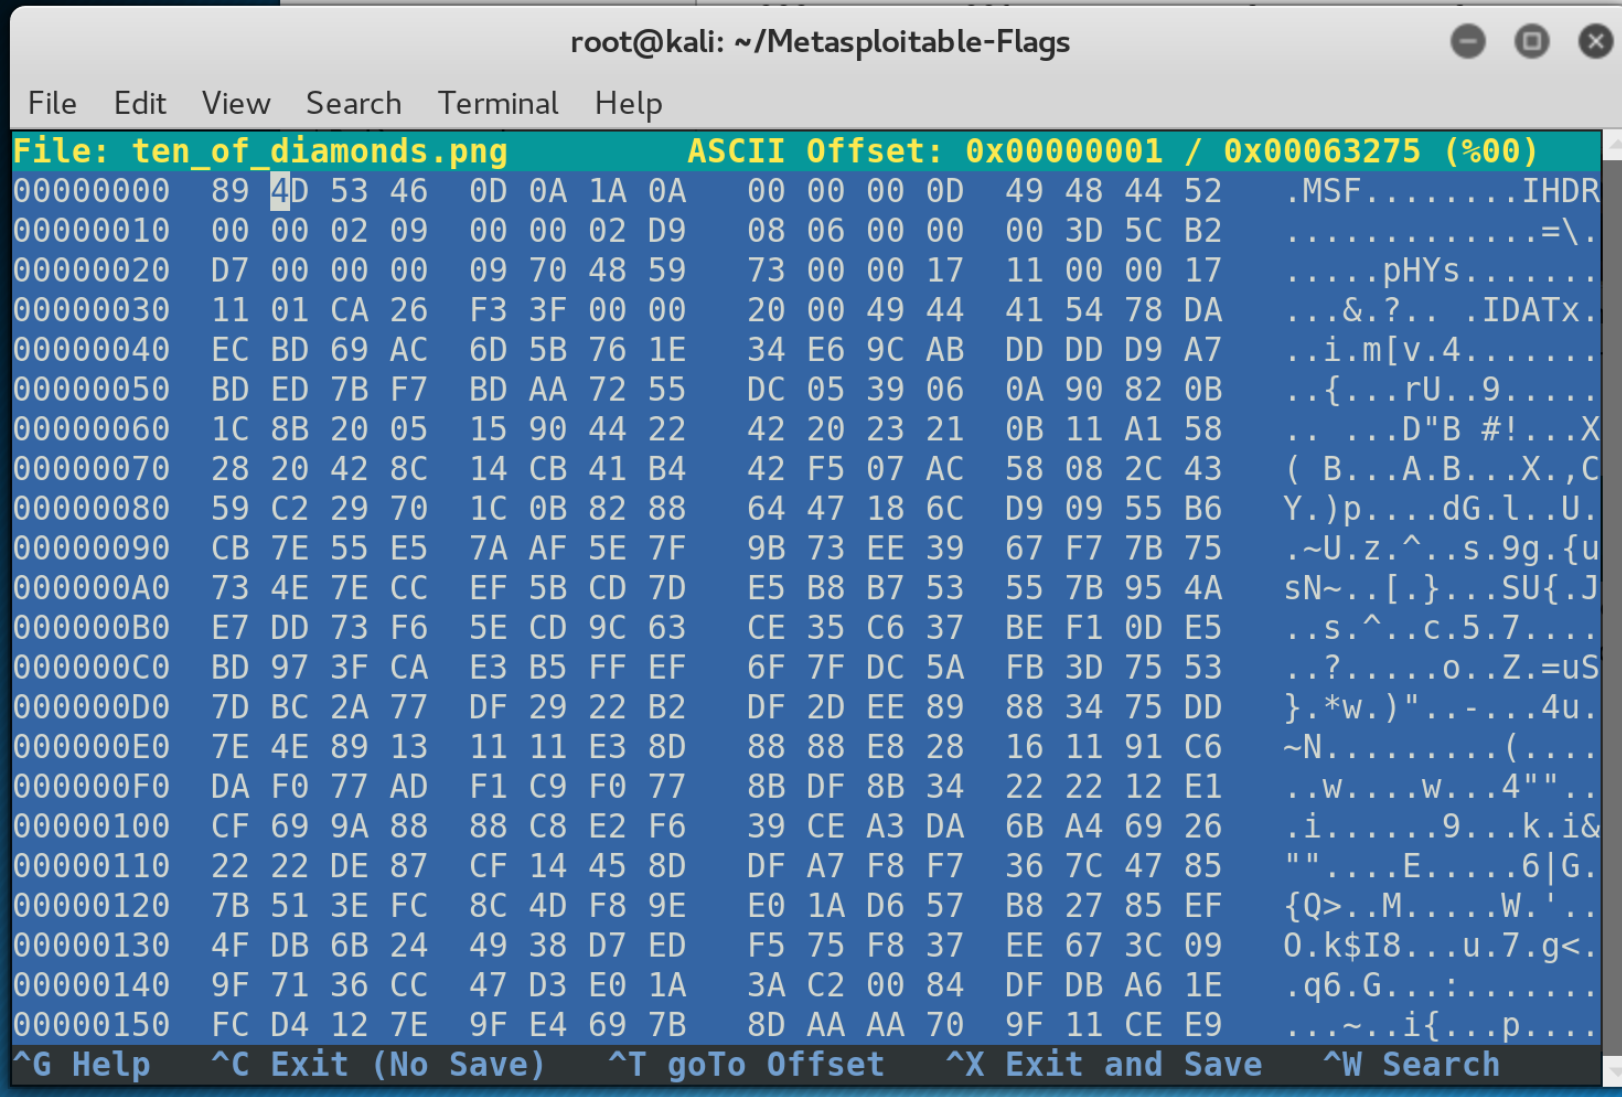 root@kali: ~/Metasploitable-Flags
File Edit View Search Terminal Help
File: ten_of_diamonds.png ASCII Offset: 0x00000001 / 0x00063275 (%00)
00000000 89 4D 53 46 0D 0A 1A 0A 00 00 00 0D 49 48 44 52 .MSF........IHDR
00000010 00 00 02 09 00 00 02 D9 08 06 00 00 00 3D 5C B2 .............=\.
00000020 D7 00 00 00 09 70 48 59 73 00 00 17 11 00 00 17 .....pHYs.......
00000030 11 01 CA 26 F3 3F 00 00 20 00 49 44 41 54 78 DA ...&.?.. .IDATx.
00000040 EC BD 69 AC 6D 5B 76 1E 34 E6 9C AB DD DD D9 A7 ..i.m[v.4.......
00000050 BD ED 7B F7 BD AA 72 55 DC 05 39 06 0A 90 82 0B ..{...rU..9.....
00000060 1C 8B 20 05 15 90 44 22 42 20 23 21 0B 11 A1 58 .. ...D"B #!...X
00000070 28 20 42 8C 14 CB 41 B4 42 F5 07 AC 58 08 2C 43 ( B...A.B...X.,C
00000080 59 C2 29 70 1C 0B 82 88 64 47 18 6C D9 09 55 B6 Y.)p....dG.l..U.
00000090 CB 7E 55 E5 7A AF 5E 7F 9B 73 EE 39 67 F7 7B 75 .~U.z.^..s.9g.{u
000000A0 73 4E 7E CC EF 5B CD 7D E5 B8 B7 53 55 7B 95 4A sN~..[.}...SU{.J
000000B0 E7 DD 73 F6 5E CD 9C 63 CE 35 C6 37 BE F1 0D E5 ..s.^..c.5.7....
000000C0 BD 97 3F CA E3 B5 FF EF 6F 7F DC 5A FB 3D 75 53 ..?.....o..Z.=uS
000000D0 7D BC 2A 77 DF 29 22 B2 DF 2D EE 89 88 34 75 DD }.*w.)"..-...4u.
000000E0 7E 4E 89 13 11 11 E3 8D 88 88 E8 28 16 11 91 C6 ~N.........(....
000000F0 DA F0 77 AD F1 C9 F0 77 8B DF 8B 34 22 22 12 E1 ..w....w...4""..
00000100 CF 69 9A 88 88 C8 E2 F6 39 CE A3 DA 6B A4 69 26 .i......9...k.i&
00000110 22 22 DE 87 CF 14 45 8D DF A7 F8 F7 36 7C 47 85 ""....E.....6|G.
00000120 7B 51 3E FC 8C 4D F8 9E E0 1A D6 57 B8 27 85 EF {Q>..M.....W.'..
00000130 4F DB 6B 24 49 38 D7 ED F5 75 F8 37 EE 67 3C 09 O.k$I8...u.7.g<.
00000140 9F 71 36 CC 47 D3 E0 1A 3A C2 00 84 DF DB A6 1E .q6.G...:.......
00000150 FC D4 12 7E 9F E4 69 7B 8D AA AA 70 9F 11 CE E9 ...~..i{...p....
^G Help ^C Exit (No Save) ^T goTo Offset ^X Exit and Save ^W Search